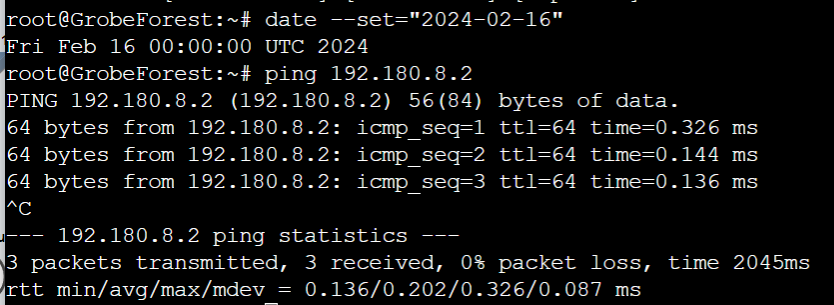 root@GrobeForest:~# date --set="2024-02-16"
Fri Feb 16 00:00:00 UTC 2024
root@GrobeForest:~# ping 192.180.8.2
PING 192.180.8.2 (192.180.8.2) 56(84) bytes of data.
64 bytes from 192.180.8.2: icmp_seq=1 ttl=64 time=0.326 ms
64 bytes from 192.180.8.2: icmp_seq=2 ttl=64 time=0.144 ms
64 bytes from 192.180.8.2: icmp_seq=3 ttl=64 time=0.136 ms
^C
--- 192.180.8.2 ping statistics ---
3 packets transmitted, 3 received, 0% packet loss, time 2045ms
rtt min/avg/max/mdev = 0.136/0.202/0.326/0.087 ms